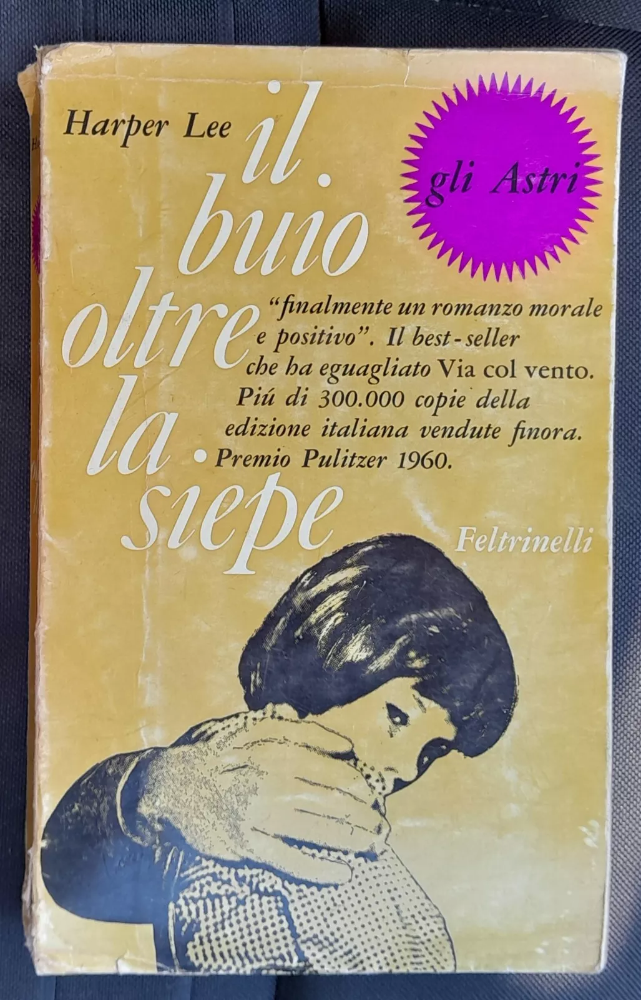 Harper Lee
il
buio
oltre
la
siepe
gli Astri
“finalmente un romanzo morale
e positivo”. Il best-seller
che ha eguagliato Via col vento.
Piú di 300.000 copie della
edizione italiana vendute finora.
Premio Pulitzer 1960.
Feltrinelli